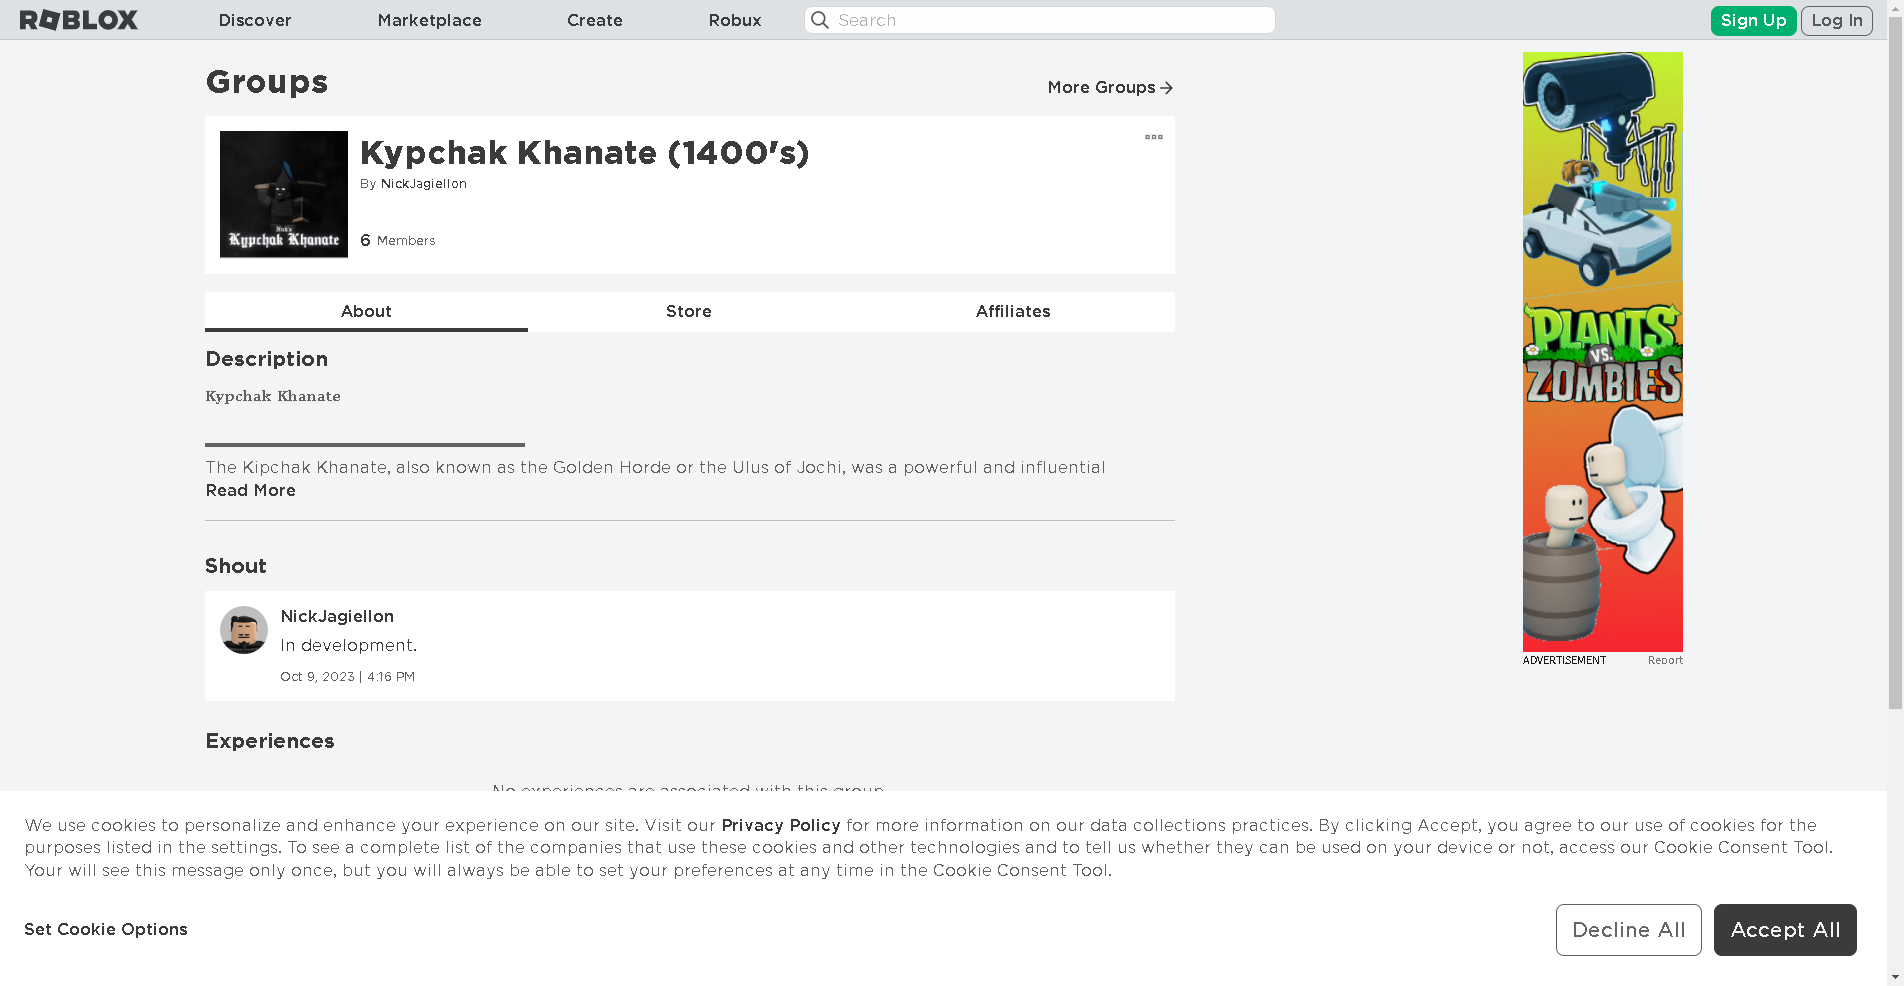 ROBLOX
Discover
Marketplace
Create
Robux
Search
Sign Up
Log In
Groups
More Groups
Nick's
Kypchak Khanate
Kypchak Khanate (1400's)
By NickJagiellon
6 Members
About
Store
Affiliates
Description
Kypchak Khanate
The Kipchak Khanate, also known as the Golden Horde or the Ulus of Jochi, was a powerful and influential
Read More
Shout
NickJagiellon
In development.
Oct 9, 2023 | 4:16 PM
Experiences
No experiences are associated with this group
PLANTS
VS.
ZOMBIES
ADVERTISEMENT
Report
We use cookies to personalize and enhance your experience on our site. Visit our Privacy Policy for more information on our data collections practices. By clicking Accept, you agree to our use of cookies for the
purposes listed in the settings. To see a complete list of the companies that use these cookies and other technologies and to tell us whether they can be used on your device or not, access our Cookie Consent Tool.
Your will see this message only once, but you will always be able to set your preferences at any time in the Cookie Consent Tool.
Set Cookie Options
Decline All
Accept All